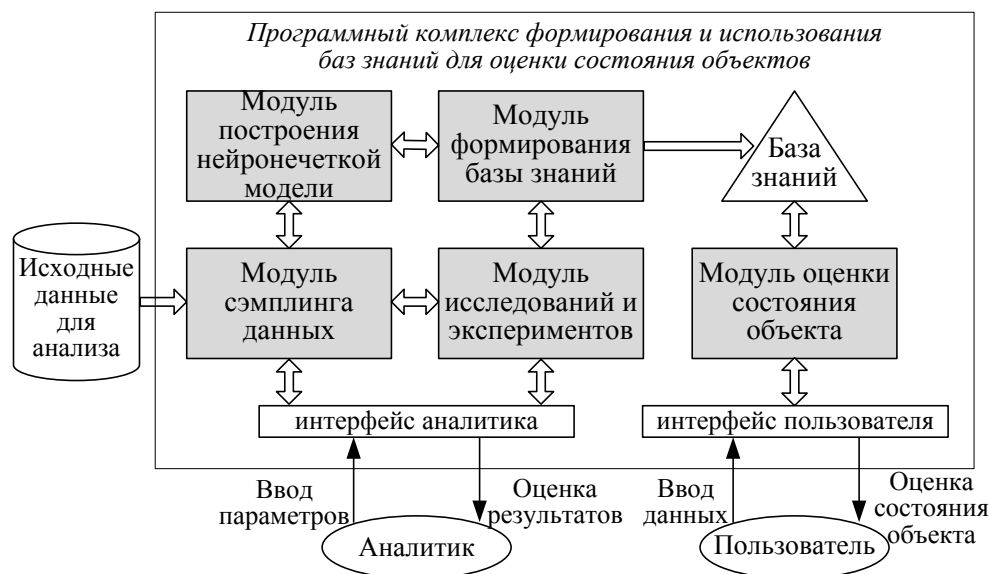 Программный комплекс формирования и использования
баз знаний для оценки состояния объектов
Модуль
построения
нейронечеткой
модели
Модуль
формирования
базы знаний
База
знаний
Исходные
данные
для
анализа
Модуль
сэмплинга
данных
Модуль
исследований и
экспериментов
Модуль оценки
состояния
объекта
интерфейс аналитика
интерфейс пользователя
Ввод
параметров
Оценка
результатов
Ввод
данных
Оценка
состояния
объекта
Аналитик
Пользователь